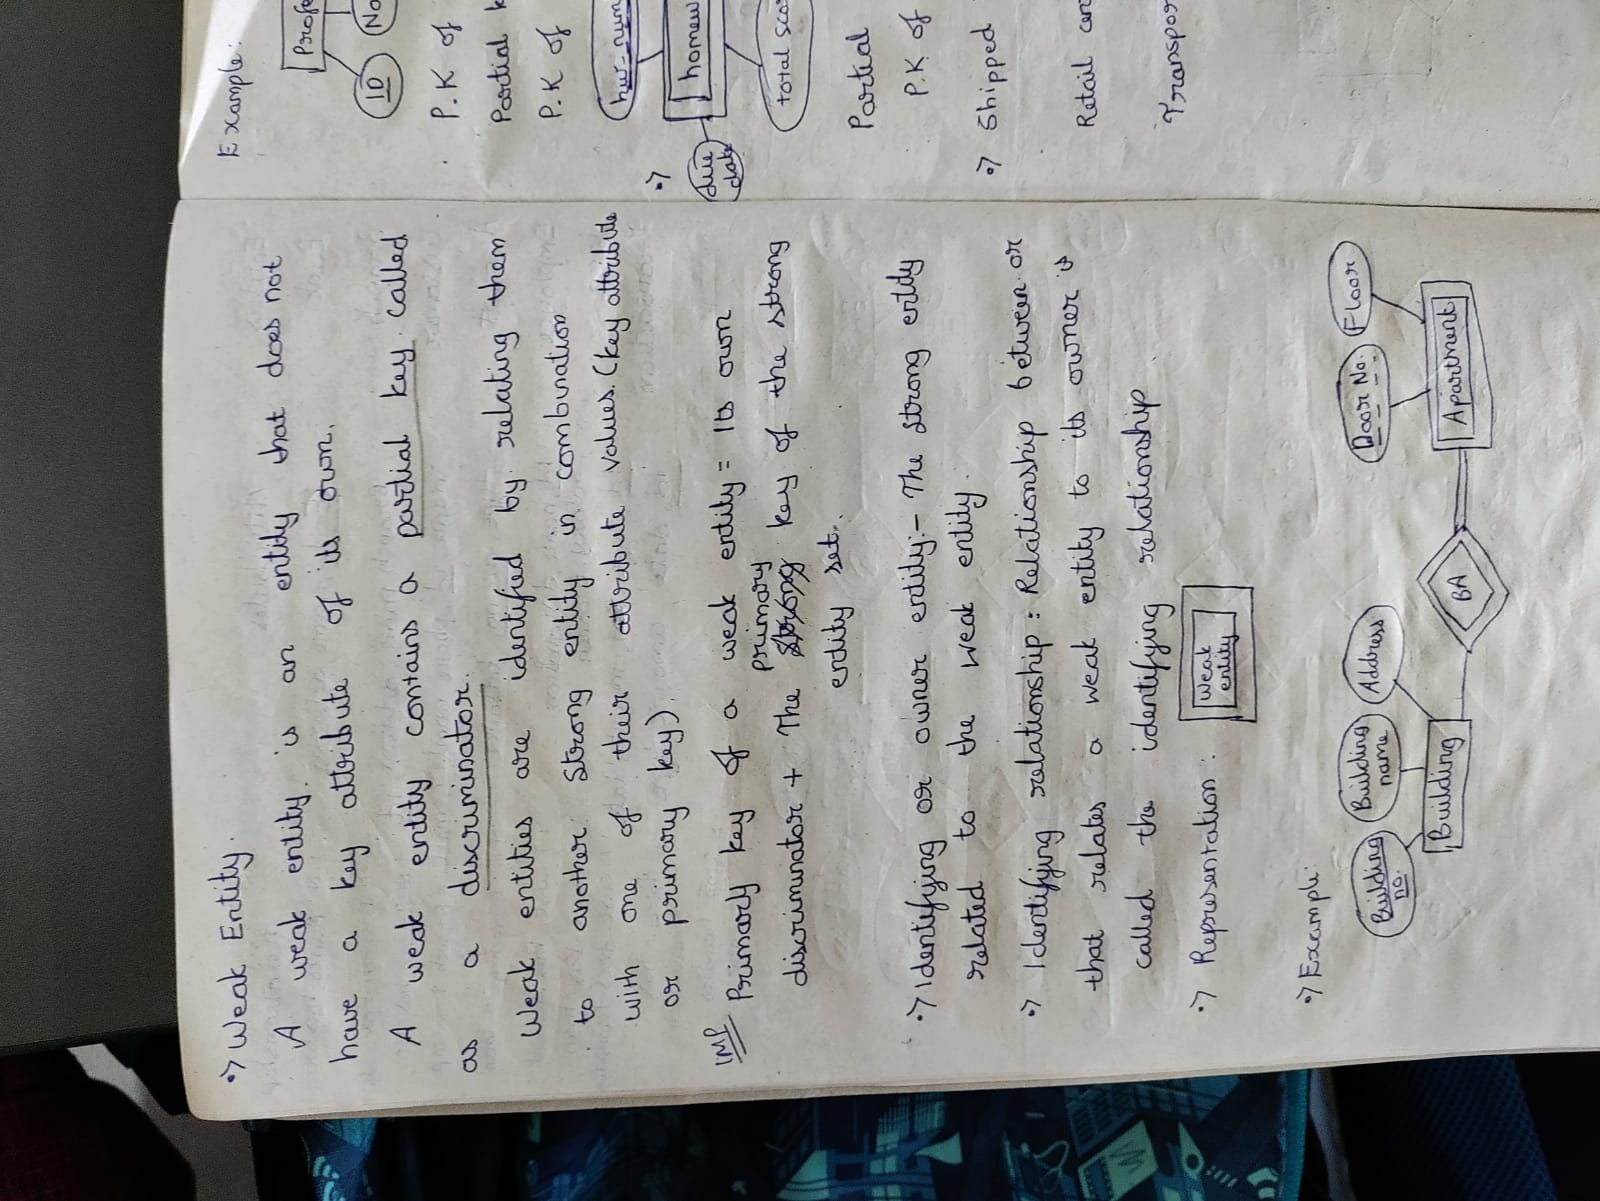 ·> Weak Entity.
A weak entity is an entity that does not
have a key attribute of its own.
A weak entity contains a partial key called
as a discriminator.
Weak entities are identified by relating them
to another strong entity in combination
with one of their attribute values. (key attribute
or primary key).
IMP Primary key of a weak entity = Its own
primary
discriminator + The strong key of the strong
entity set.
·> Identifying or owner entity:- The strong entity
related to the weak entity.
·> Identifying relationship : Relationship between or
that relates a weak entity to its owner is
called the identifying relationship
·> Representation :
Weak
entity
·> Example:
Building
no.
Building
name
Address
Building
BA
Door No.
Floor
Apartment
Example:
ID
P.K of
Partial
P.K of
hw-num
·>
due
date
total
Partial
P.K of
·> Shipped
Retail